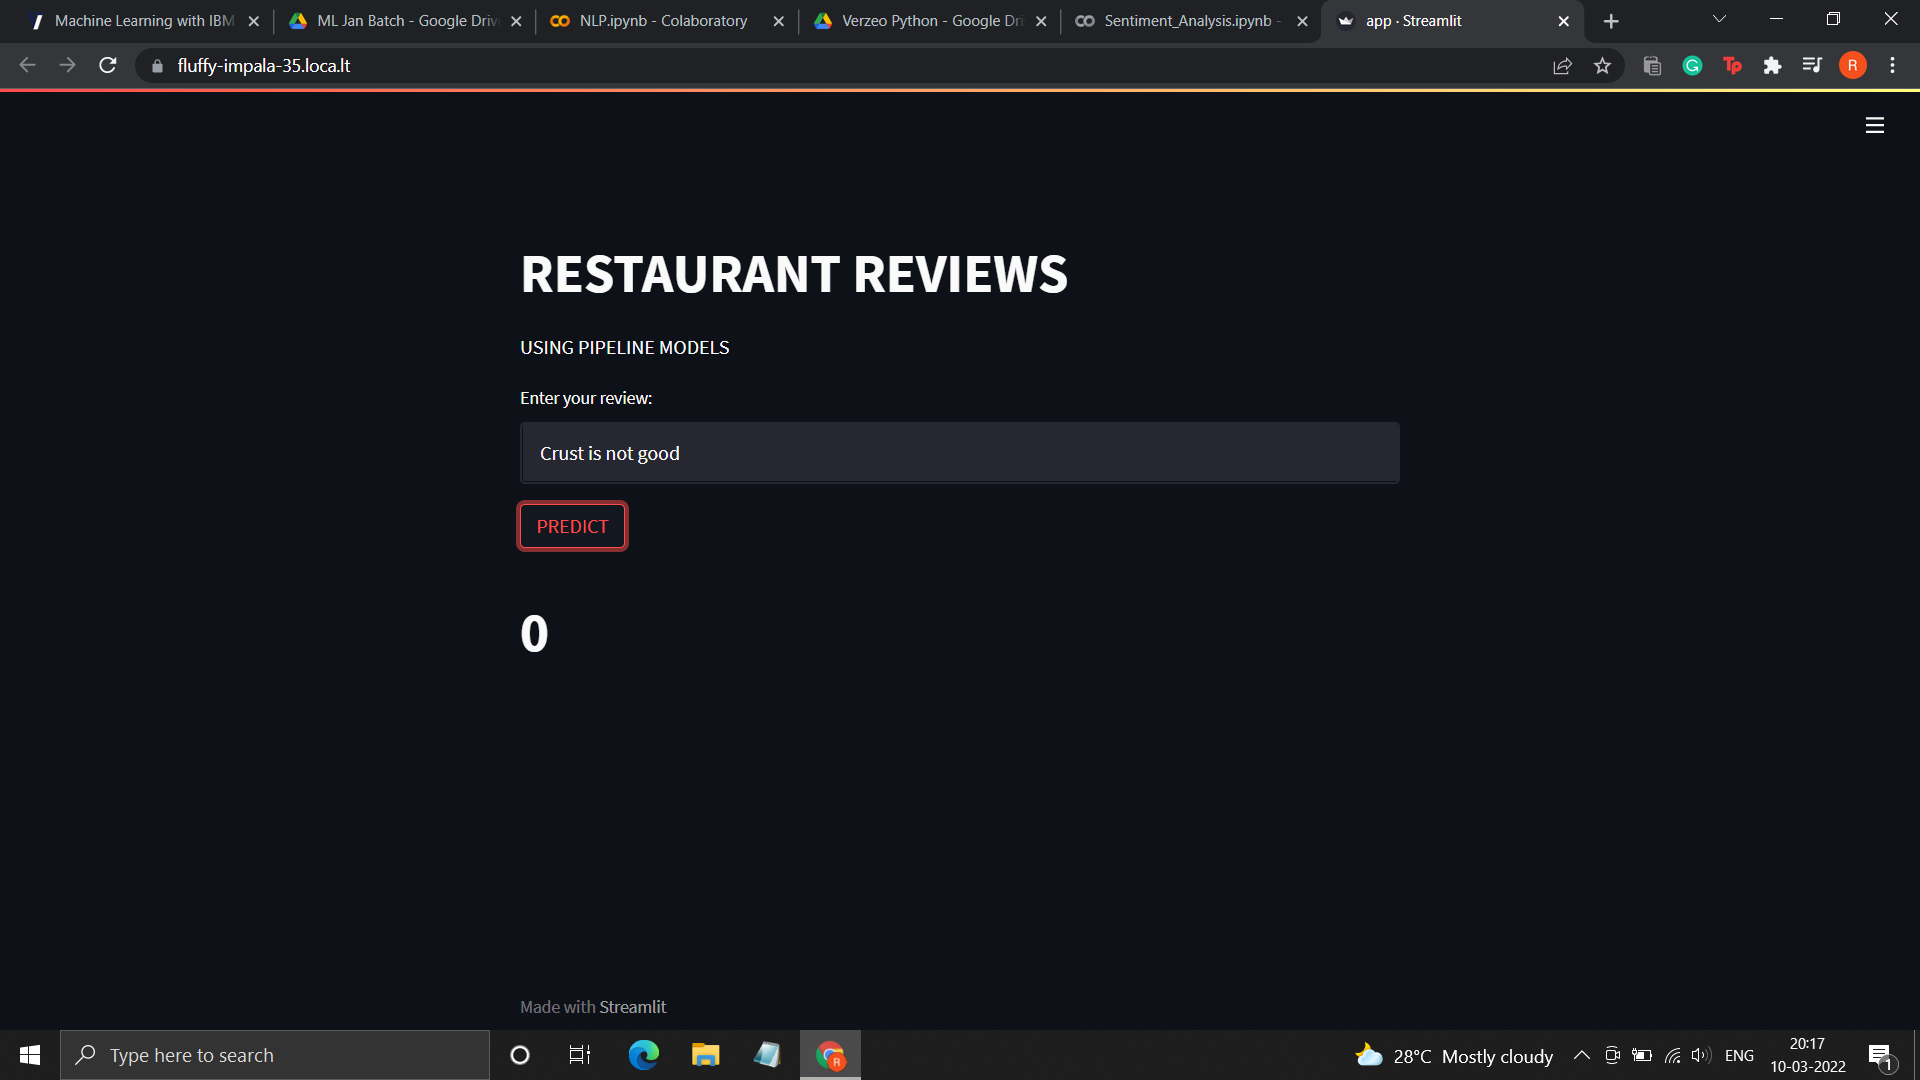 Machine Learning with IBM
ML Jan Batch - Google Driv
NLP.ipynb - Colaboratory
Verzeo Python - Google Dri
Sentiment_Analysis.ipynb -
app · Streamlit
fluffy-impala-35.loca.lt
G
Tp
R
RESTAURANT REVIEWS
USING PIPELINE MODELS
Enter your review:
Crust is not good
PREDICT
0
Made with Streamlit
Type here to search
R
28°C Mostly cloudy
ENG
20:17
10-03-2022
1